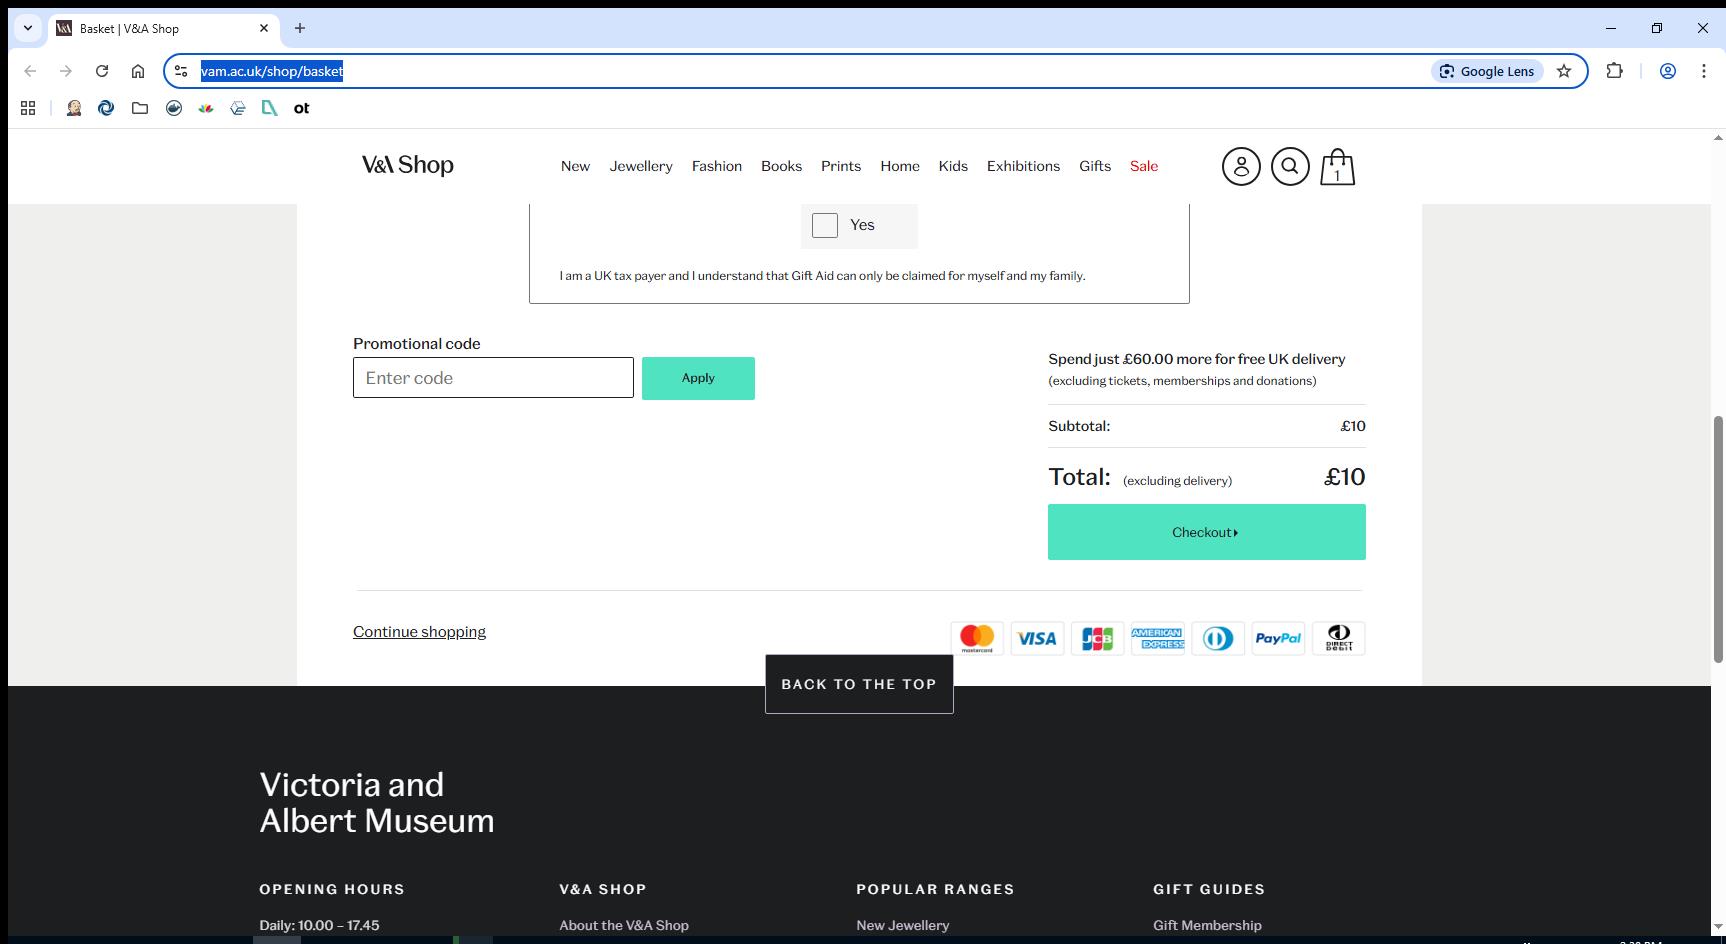 Basket | V&A Shop
vam.ac.uk/shop/basket
Google Lens
ot
V&A Shop
New
Jewellery
Fashion
Books
Prints
Home
Kids
Exhibitions
Gifts
Sale
1
Yes
I am a UK tax payer and I understand that Gift Aid can only be claimed for myself and my family.
Promotional code
Enter code
Apply
Spend just £60.00 more for free UK delivery
(excluding tickets, memberships and donations)
Subtotal: £10
Total: (excluding delivery) £10
Checkout
Continue shopping
mastercard
VISA
JCB
AMERICAN EXPRESS
PayPal
DIRECT Debit
BACK TO THE TOP
Victoria and
Albert Museum
OPENING HOURS
Daily: 10.00 – 17.45
V&A SHOP
About the V&A Shop
POPULAR RANGES
New Jewellery
GIFT GUIDES
Gift Membership